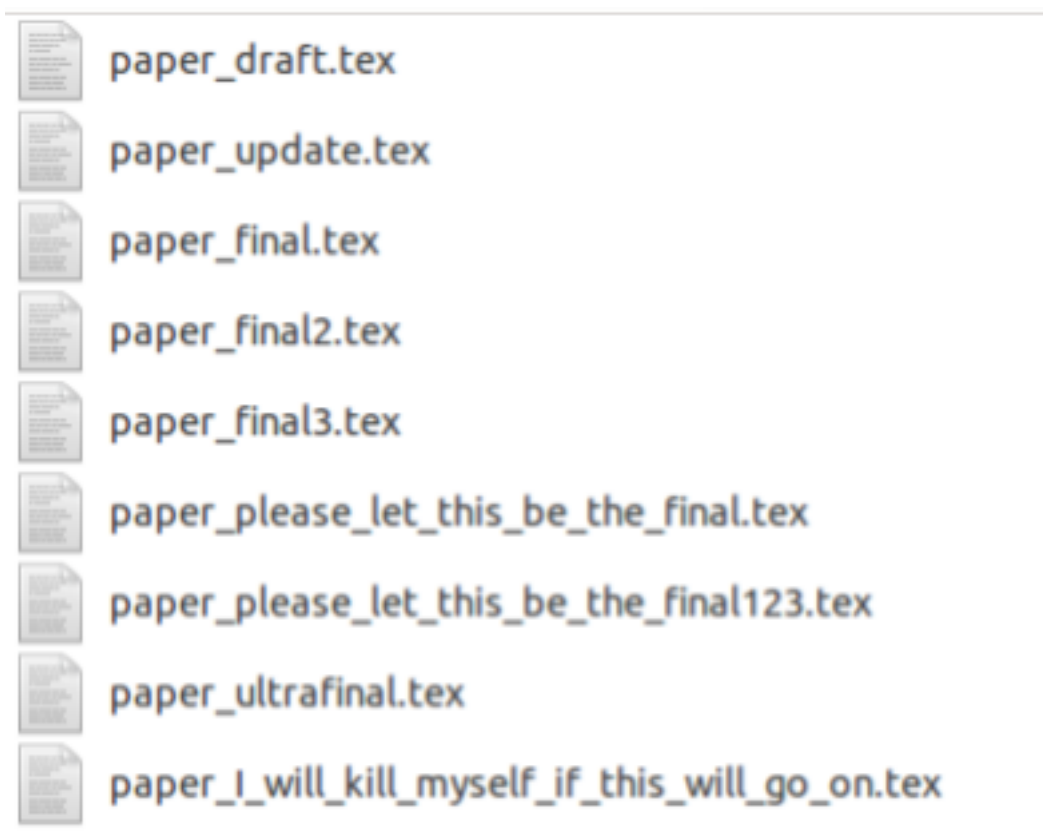 paper_draft.tex
paper_update.tex
paper_final.tex
paper_final2.tex
paper_final3.tex
paper_please_let_this_be_the_final.tex
paper_please_let_this_be_the_final123.tex
paper_ultrafinal.tex
paper_I_will_kill_myself_if_this_will_go_on.tex